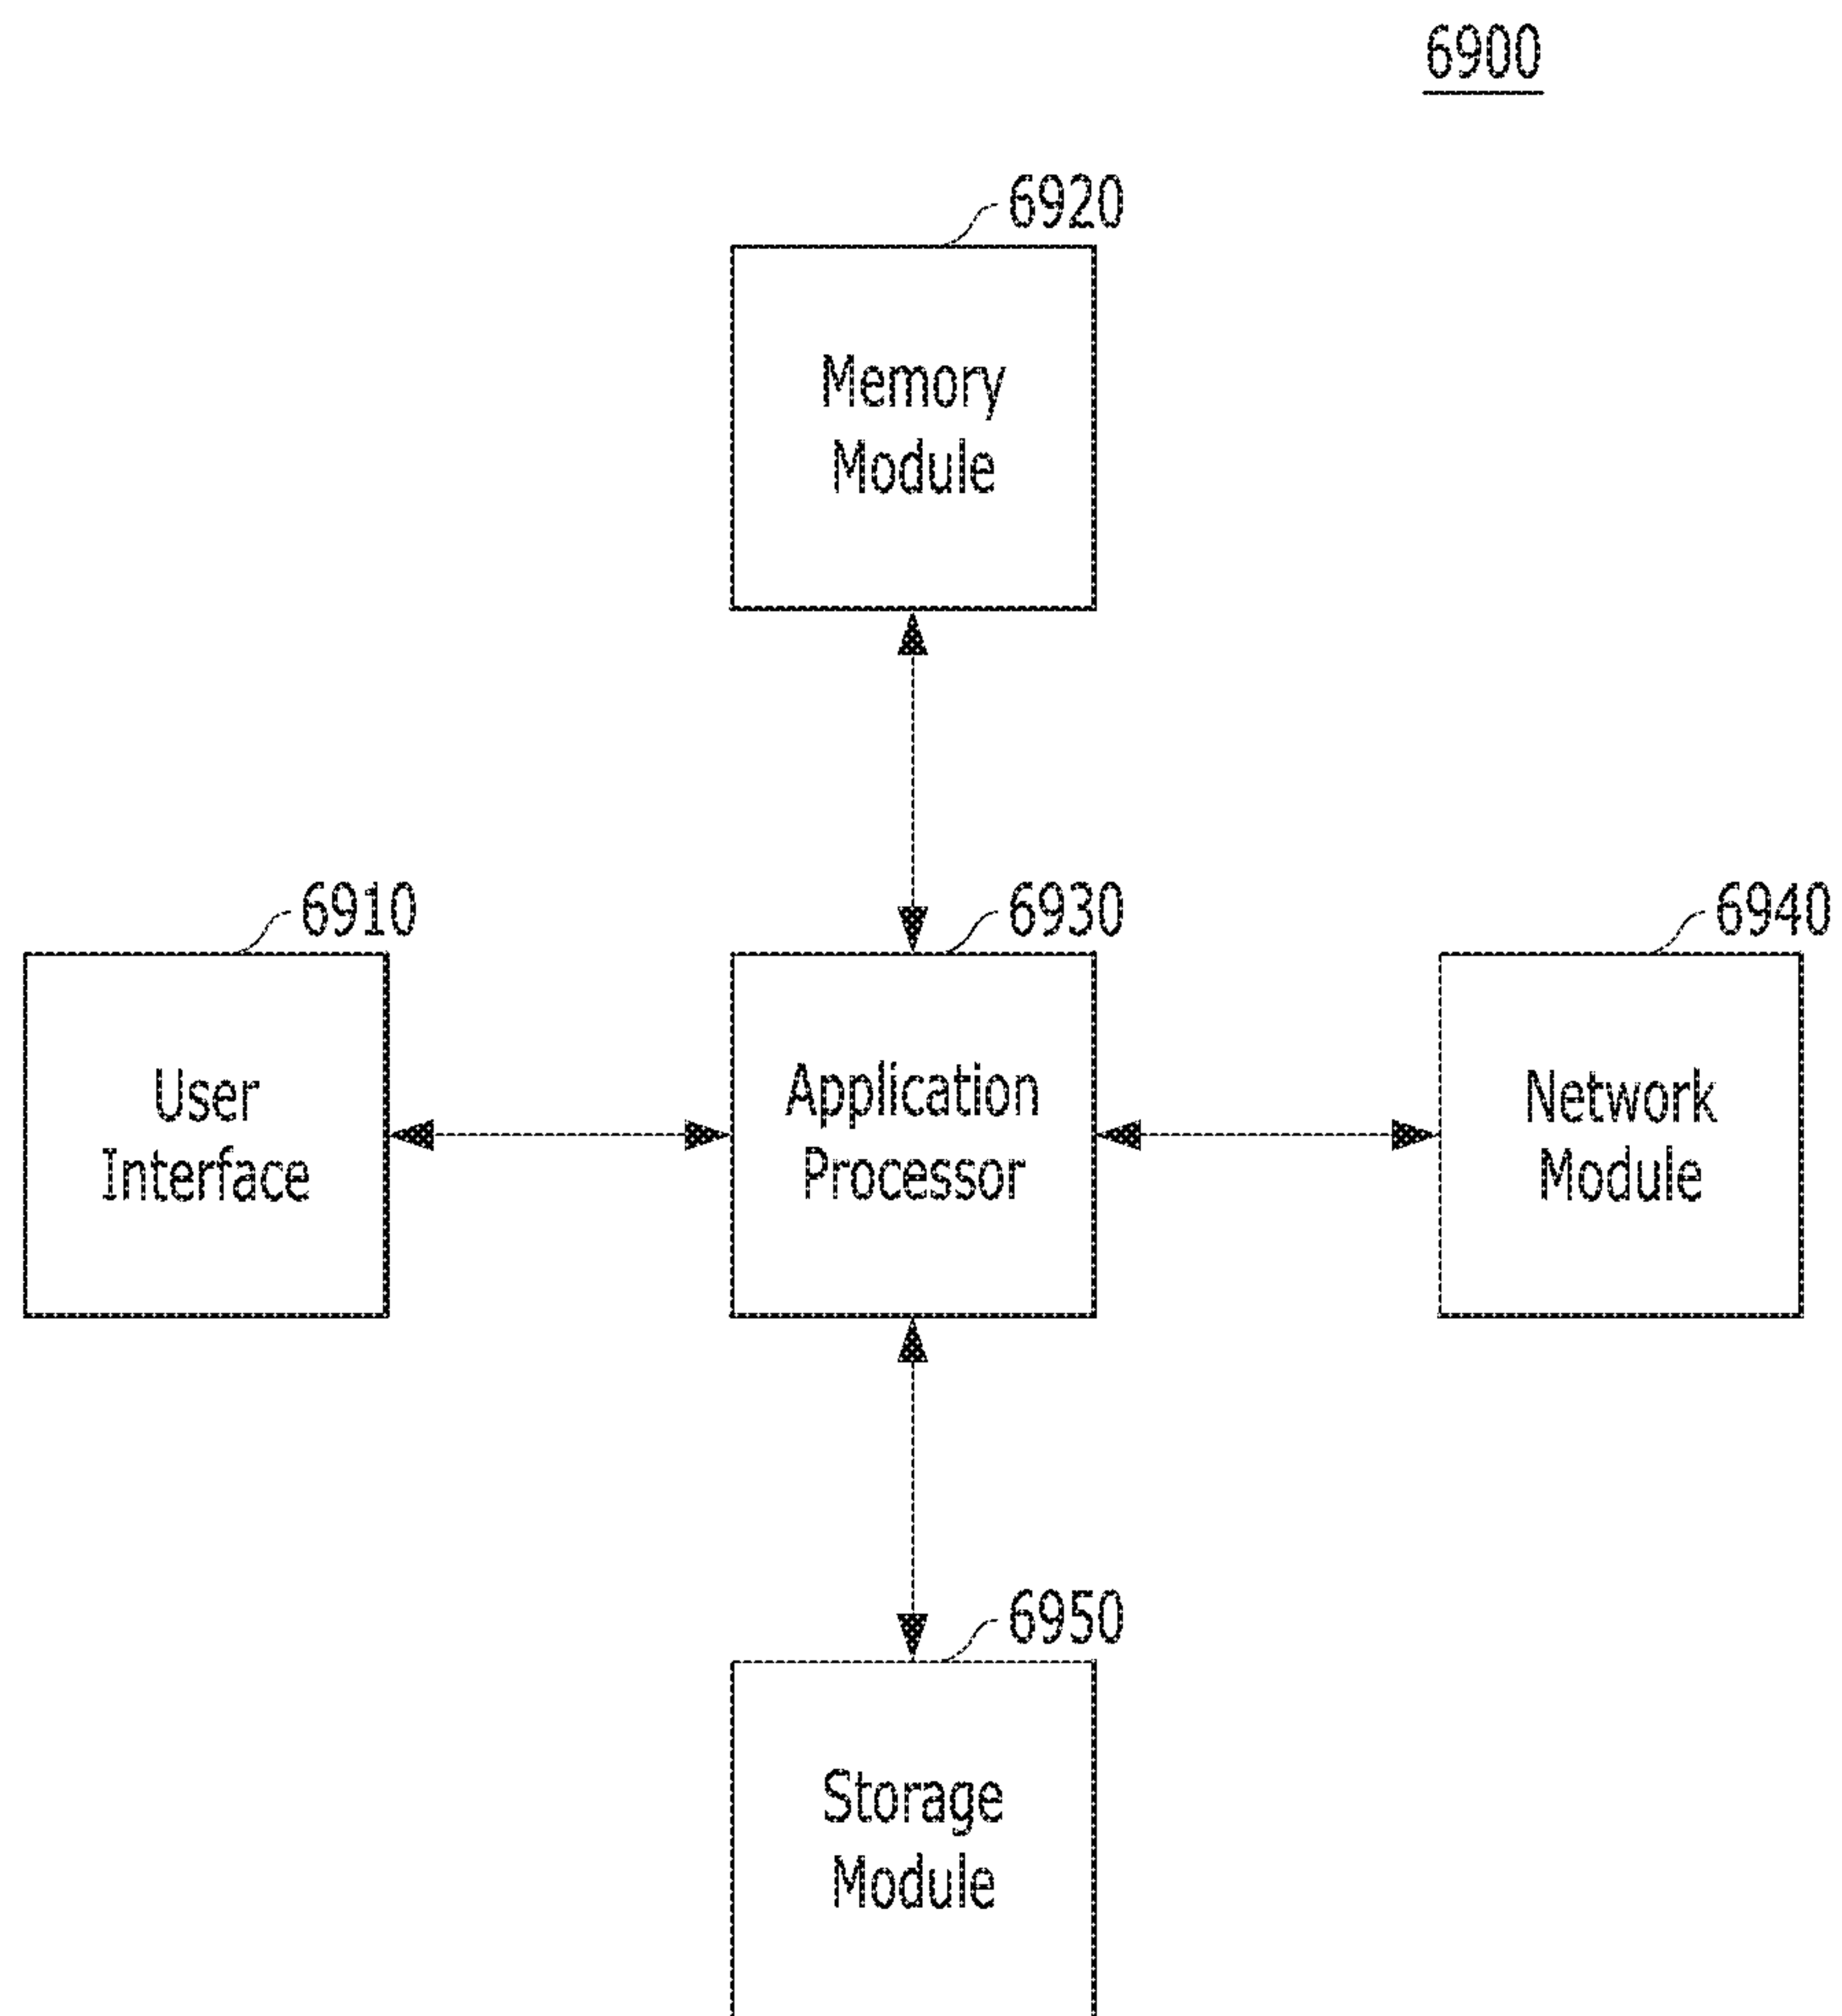 6900
6920
Memory
Module
6910
6930
6940
User
Interface
Application
Processor
Network
Module
6950
Storage
Module